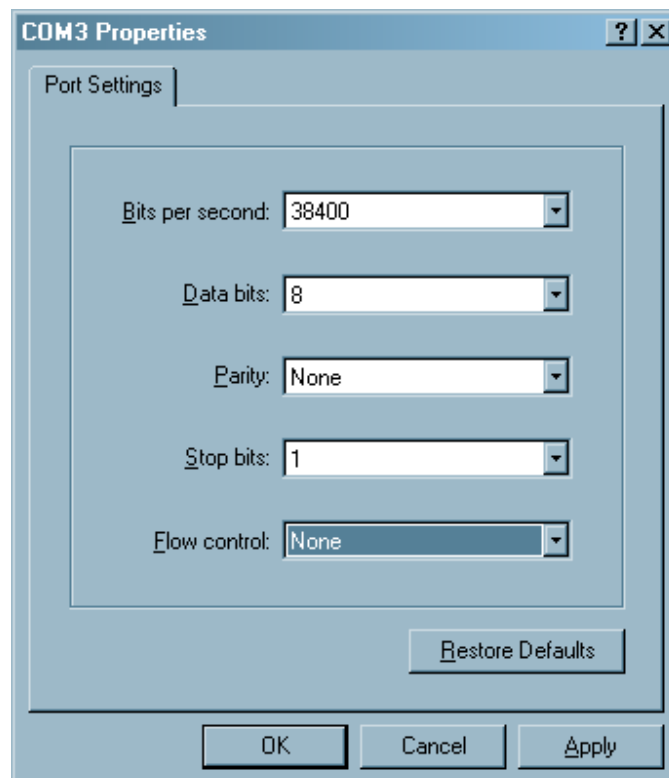 COM3 Properties
Port Settings
Bits per second: 38400
Data bits: 8
Parity: None
Stop bits: 1
Flow control: None
Restore Defaults
OK Cancel Apply